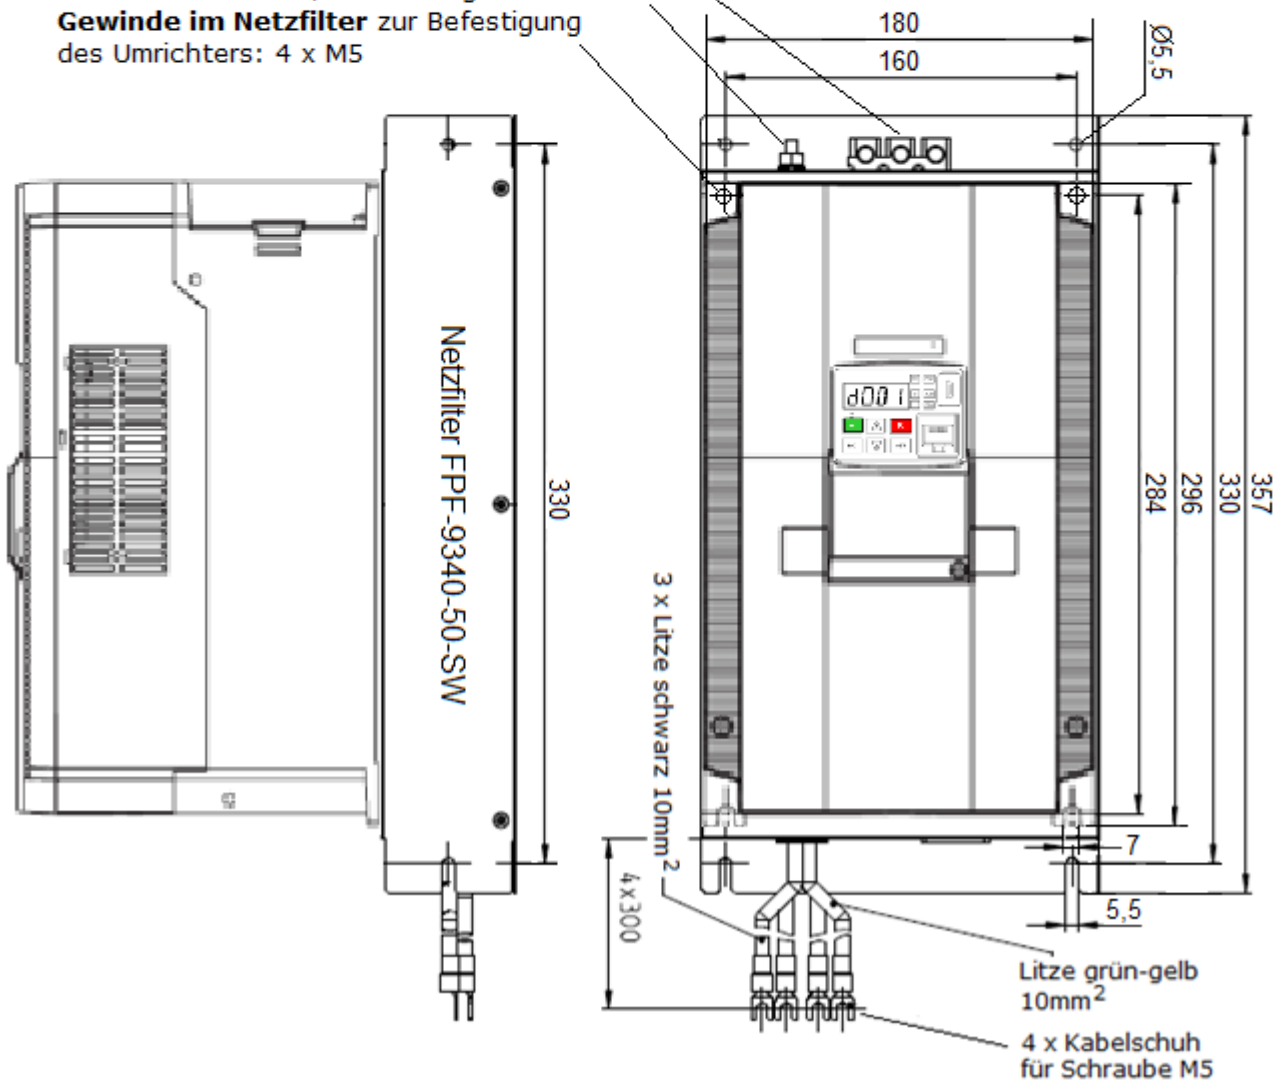 Gewinde im Netzfilter zur Befestigung
des Umrichters: 4 x M5
180
160
Ø5,5
Netzfilter FPF-9340-50-SW
330
d001
284
296
330
357
3 x Litze schwarz 10mm²
4x300
7
5,5
Litze grün-gelb
10mm²
4 x Kabelschuh
für Schraube M5